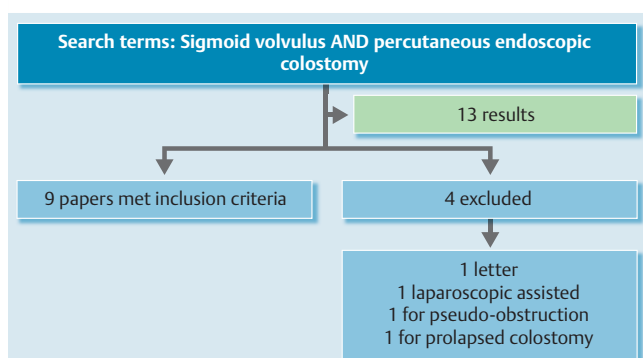 Search terms: Sigmoid volvulus AND percutaneous endoscopic
colostomy
13 results
9 papers met inclusion criteria
4 excluded
1 letter
1 laparoscopic assisted
1 for pseudo-obstruction
1 for prolapsed colostomy